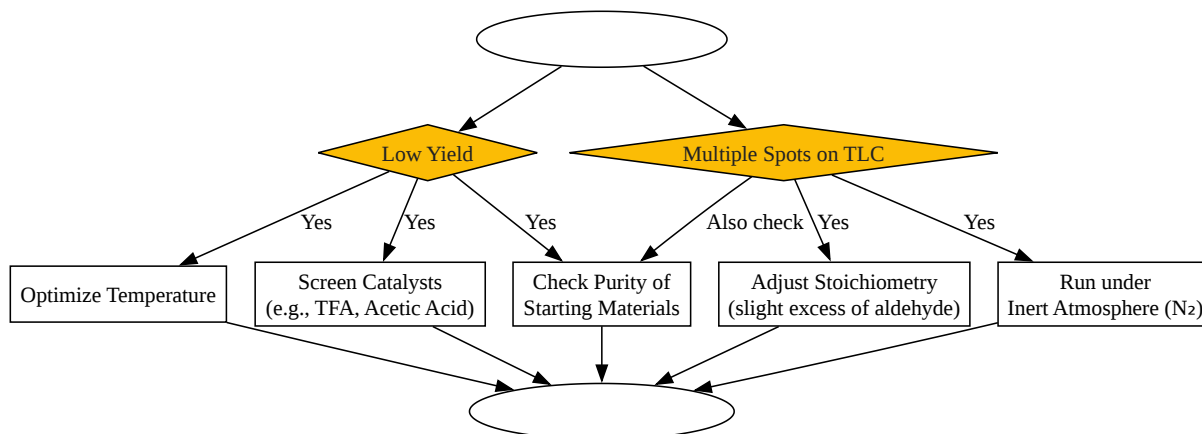 Low Yield
Multiple Spots on TLC
Yes
Yes
Yes
Also check
Yes
Yes
Optimize Temperature
Screen Catalysts
(e.g., TFA, Acetic Acid)
Check Purity of
Starting Materials
Adjust Stoichiometry
(slight excess of aldehyde)
Run under
Inert Atmosphere (N₂)